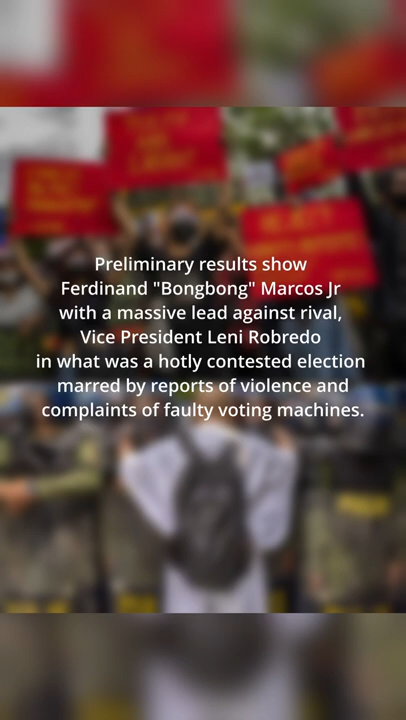 Preliminary results show
Ferdinand "Bongbong" Marcos Jr
with a massive lead against rival,
Vice President Leni Robredo
in what was a hotly contested election
marred by reports of violence and
complaints of faulty voting machines.